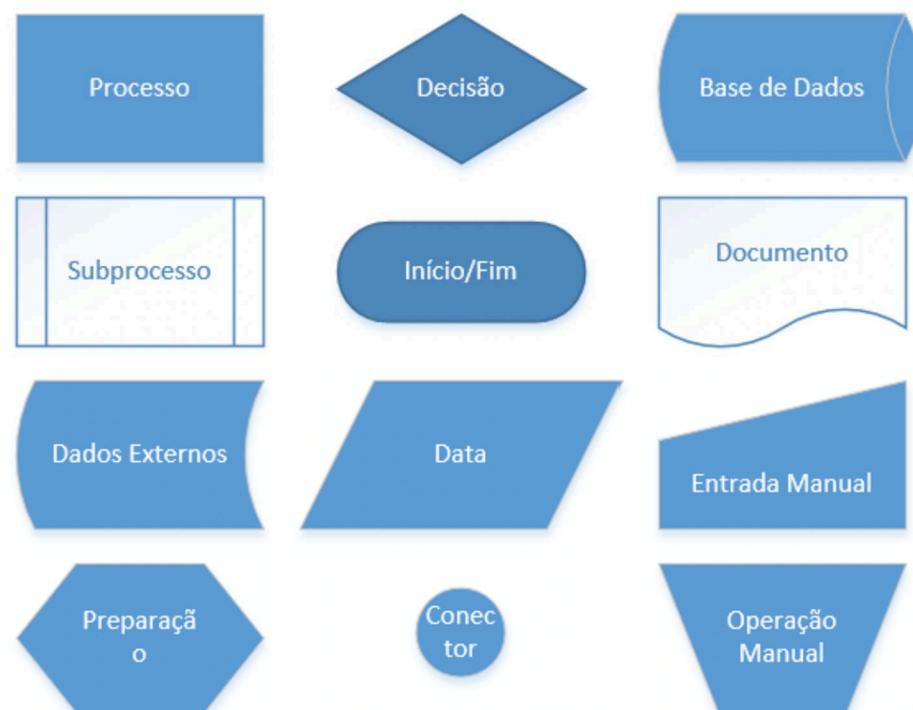 Processo
Decisão
Base de Dados
Subprocesso
Início/Fim
Documento
Dados Externos
Data
Entrada Manual
Preparaçã
o
Conec
tor
Operação
Manual